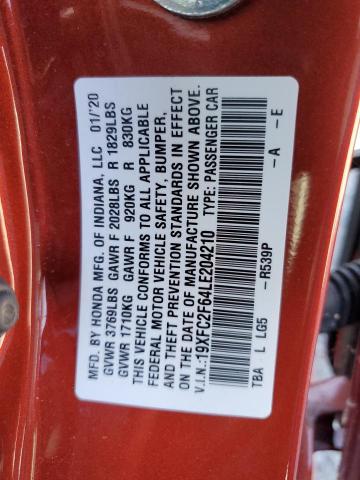 MFD. BY HONDA MFG. OF INDIANA, LLC 01/'20
GVWR 3769LBS GAWR F 2028LBS R 1829LBS
GVWR 1710KG GAWR F 920KG R 830KG
THIS VEHICLE CONFORMS TO ALL APPLICABLE
FEDERAL MOTOR VEHICLE SAFETY, BUMPER,
AND THEFT PREVENTION STANDARDS IN EFFECT
ON THE DATE OF MANUFACTURE SHOWN ABOVE.
V.I.N.:19XFC2F64LE204210 TYPE: PASSENGER CAR
-R539P -A -E
TBA L LG5